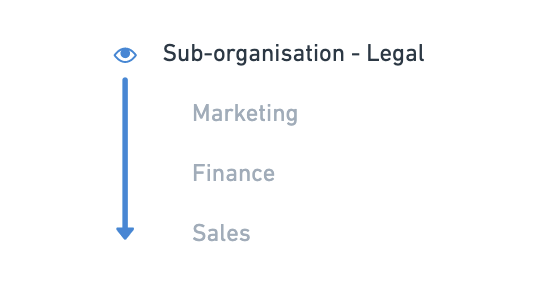 Sub-organisation - Legal
Marketing
Finance
Sales